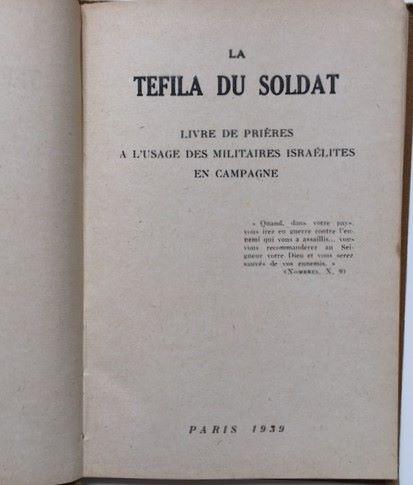 LA
TEFILA DU SOLDAT
LIVRE DE PRIÈRES
A L'USAGE DES MILITAIRES ISRAÉLITES
EN CAMPAGNE
« Quand, dans votre pays,
vous irez en guerre contre l'en-
nemi qui vous a assaillis... vous
vous recommanderez au Sei-
gneur votre Dieu et vous serez
sauvés de vos ennemis. »
(NOMBRES, X, 9)
PARIS 1939